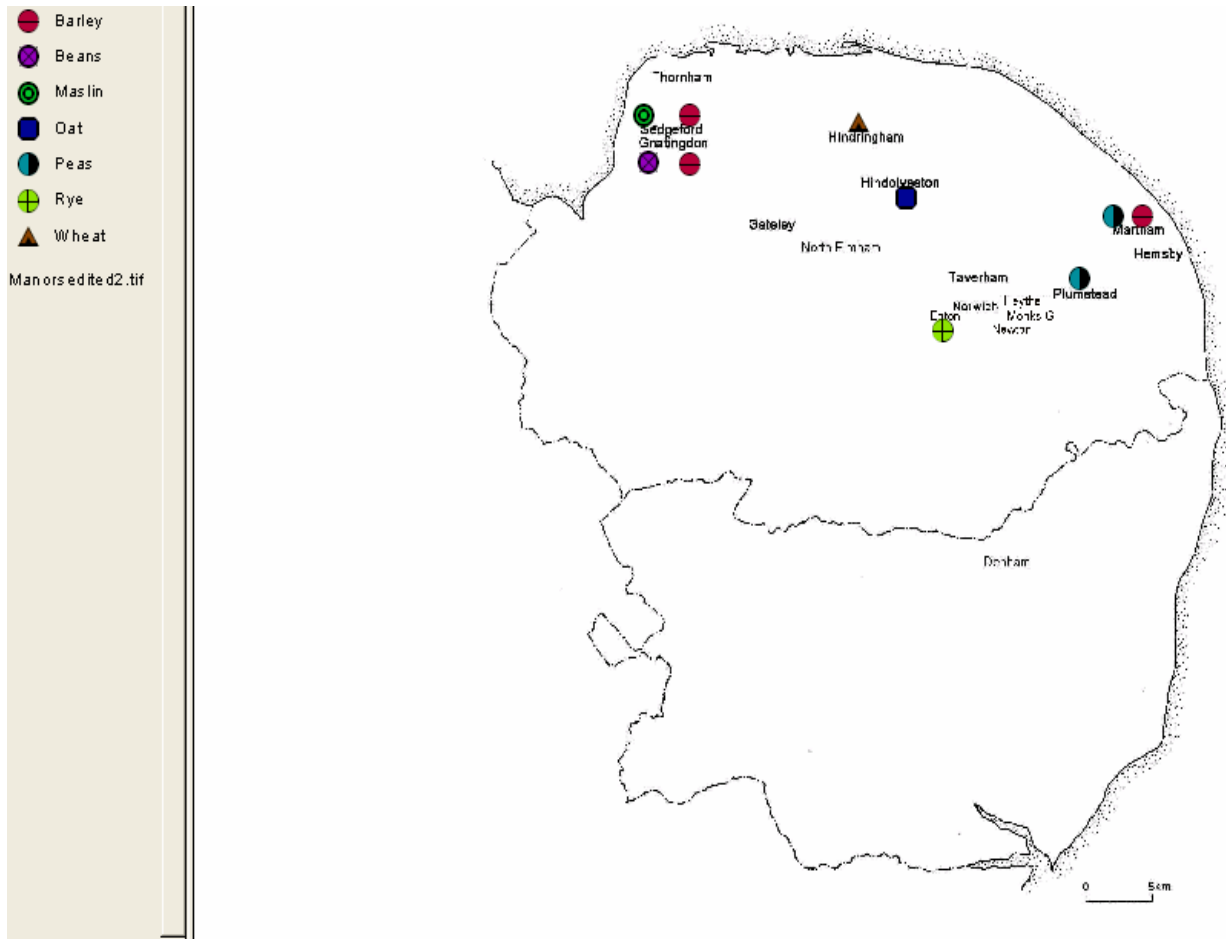 Barley
Beans
Maslin
Oat
Peas
Rye
Wheat
Manorsedited2.tif
Thornham
Sedgeford
Gnatingdon
Hindringham
Hindolveston
Gateley
North Elmham
Martham
Hemsby
Taverham
Plumstead
Norwich
Eaton
Monks G
Newton
Denham
0 5km